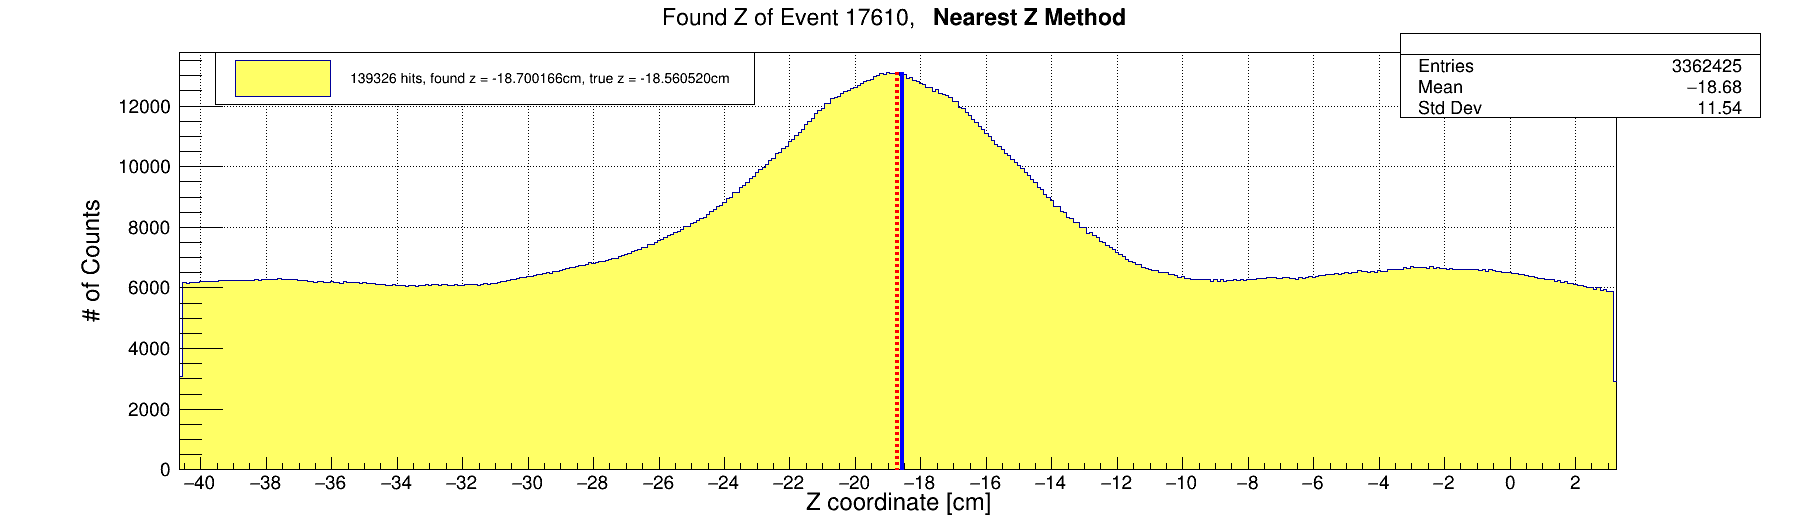 Found Z of Event 17610, Nearest Z Method
139326 hits, found z = -18.700166cm, true z = -18.560520cm
Entries 3362425
Mean −18.68
Std Dev 11.54
# of Counts
12000
10000
8000
6000
4000
2000
0
−40 −38 −36 −34 −32 −30 −28 −26 −24 −22 −20 −18 −16 −14 −12 −10 −8 −6 −4 −2 0 2
Z coordinate [cm]